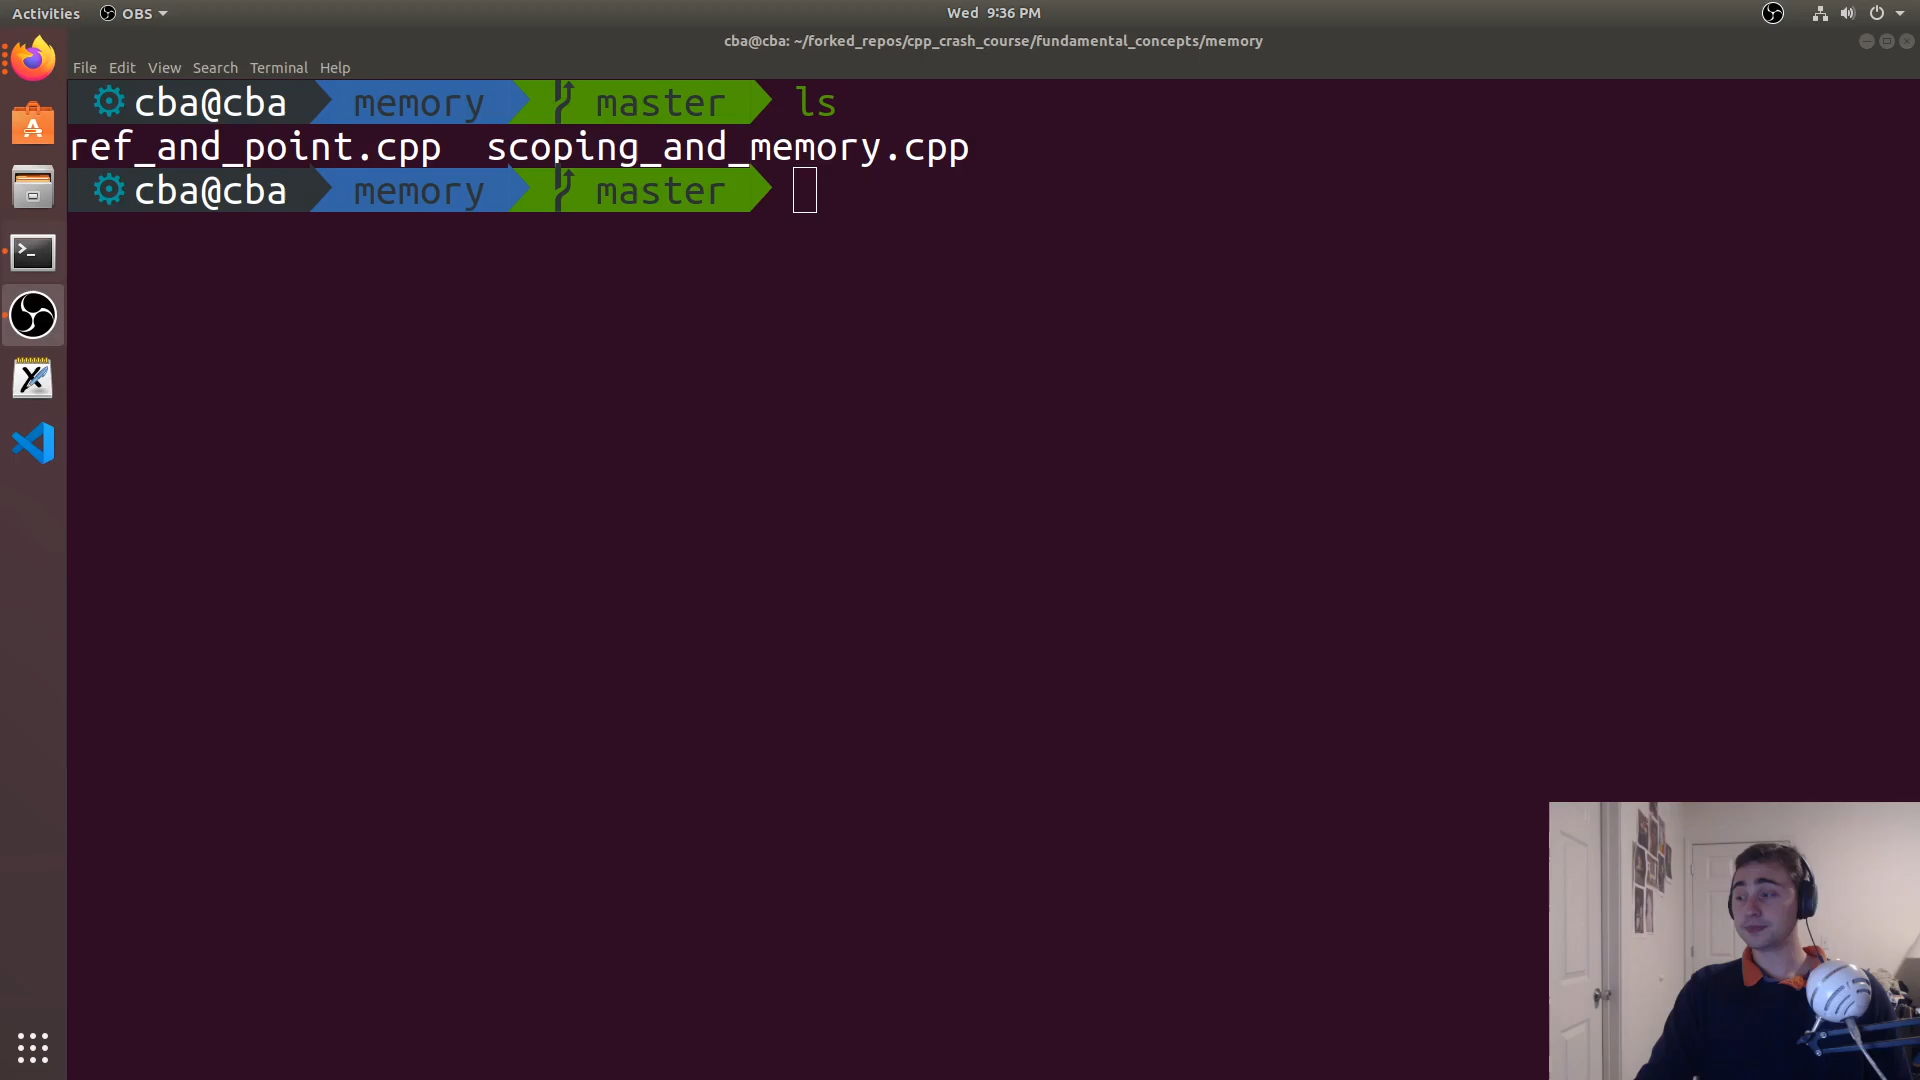 Activities OBS Wed 9:36 PM
cba@cba: ~/forked_repos/cpp_crash_course/fundamental_concepts/memory
File Edit View Search Terminal Help
cba@cba memory master ls
ref_and_point.cpp scoping_and_memory.cpp
cba@cba memory master